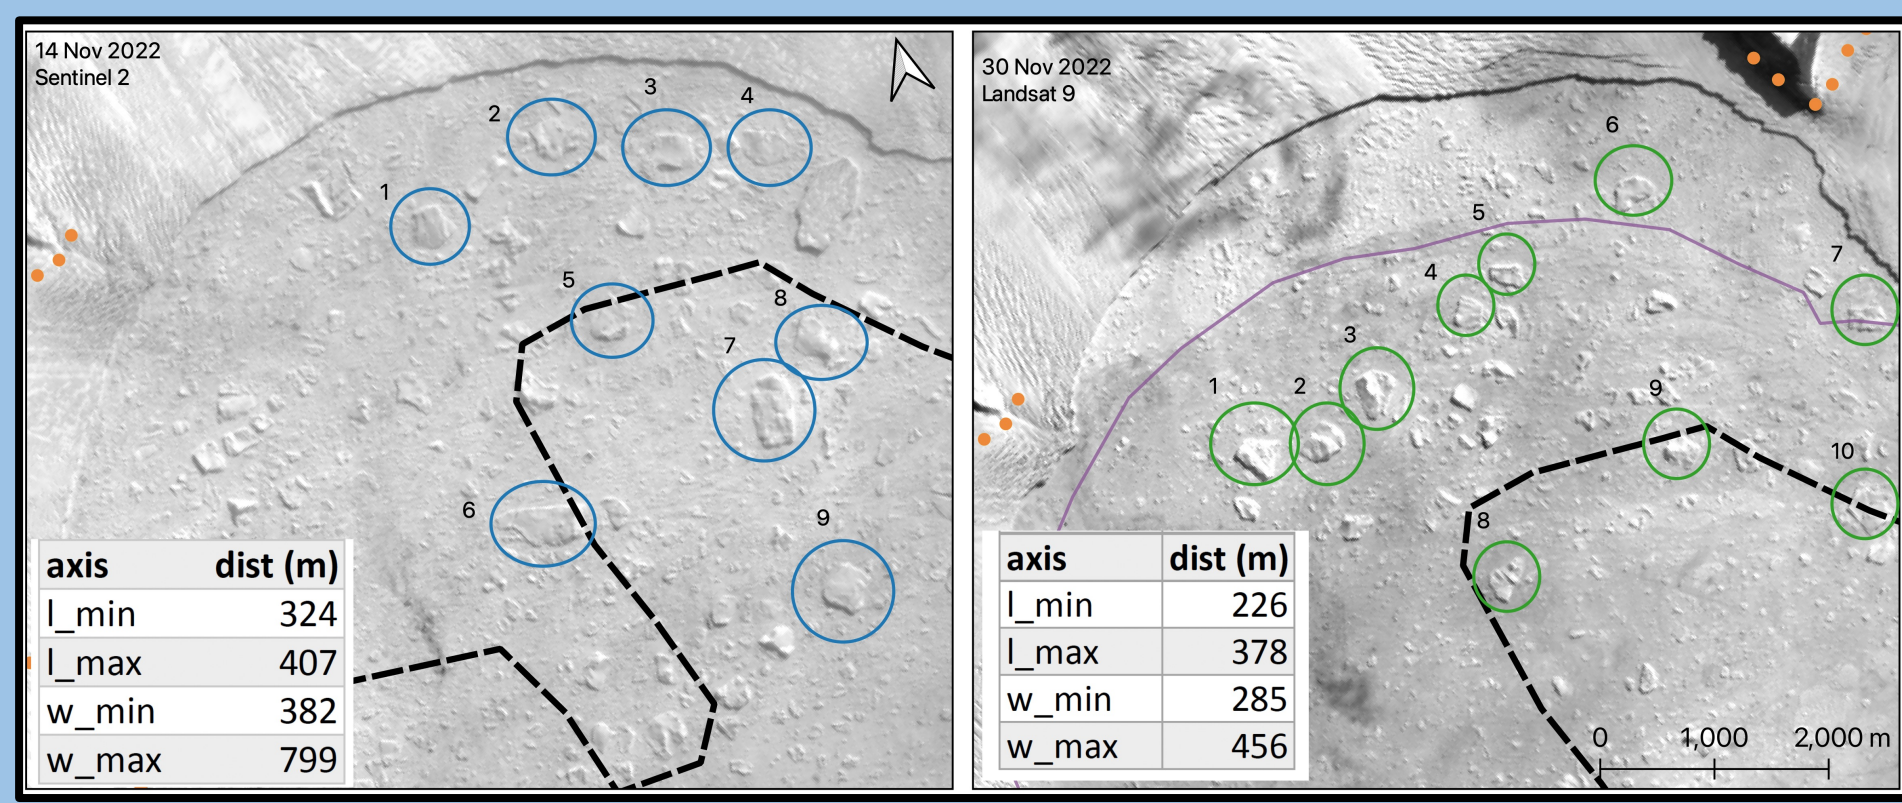 14 Nov 2022
Sentinel 2
1
2
3
4
5
6
7
8
9
axis dist (m)
l_min 324
l_max 407
w_min 382
w_max 799
30 Nov 2022
Landsat 9
1
2
3
4
5
6
7
8
9
10
axis dist (m)
l_min 226
l_max 378
w_min 285
w_max 456
0 1,000 2,000 m